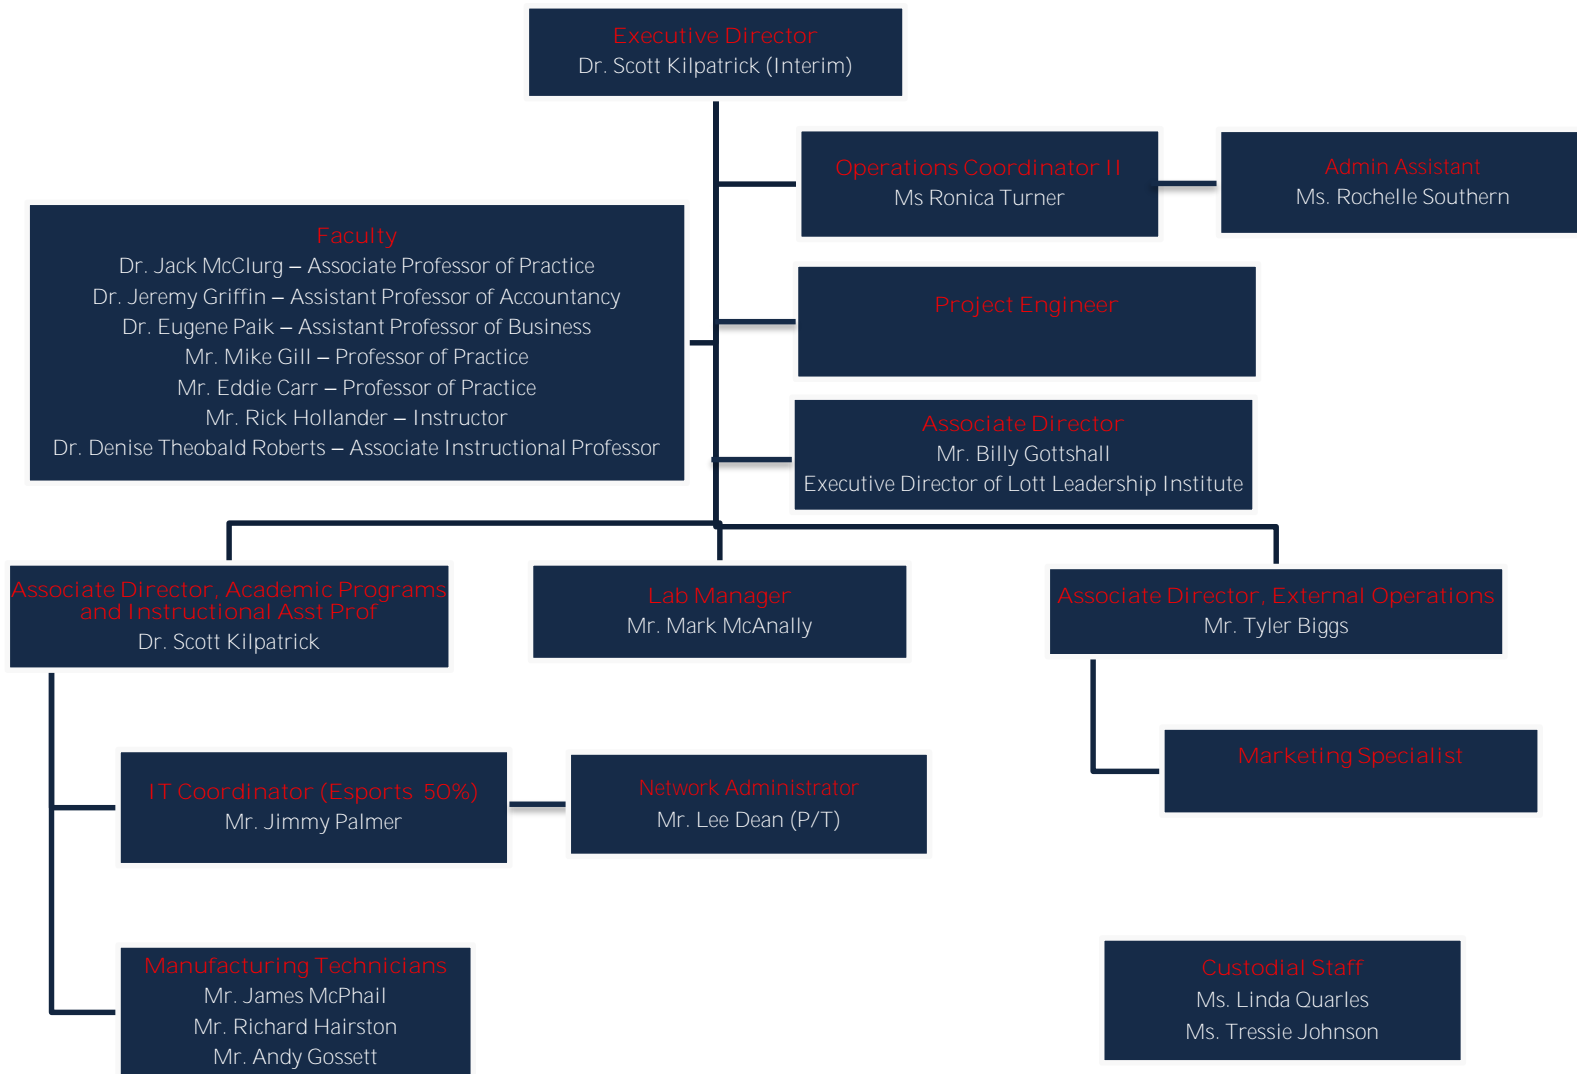 Executive Director
Dr. Scott Kilpatrick (Interim)
Operations Coordinator II
Ms Ronica Turner
Admin Assistant
Ms. Rochelle Southern
Faculty
Dr. Jack McClurg – Associate Professor of Practice
Dr. Jeremy Griffin – Assistant Professor of Accountancy
Dr. Eugene Paik – Assistant Professor of Business
Mr. Mike Gill – Professor of Practice
Mr. Eddie Carr – Professor of Practice
Mr. Rick Hollander – Instructor
Dr. Denise Theobald Roberts – Associate Instructional Professor
Project Engineer
Associate Director
Mr. Billy Gottshall
Executive Director of Lott Leadership Institute
Associate Director, Academic Programs
and Instructional Asst Prof
Dr. Scott Kilpatrick
Lab Manager
Mr. Mark McAnally
Associate Director, External Operations
Mr. Tyler Biggs
IT Coordinator (Esports 50%)
Mr. Jimmy Palmer
Network Administrator
Mr. Lee Dean (P/T)
Marketing Specialist
Manufacturing Technicians
Mr. James McPhail
Mr. Richard Hairston
Mr. Andy Gossett
Custodial Staff
Ms. Linda Quarles
Ms. Tressie Johnson